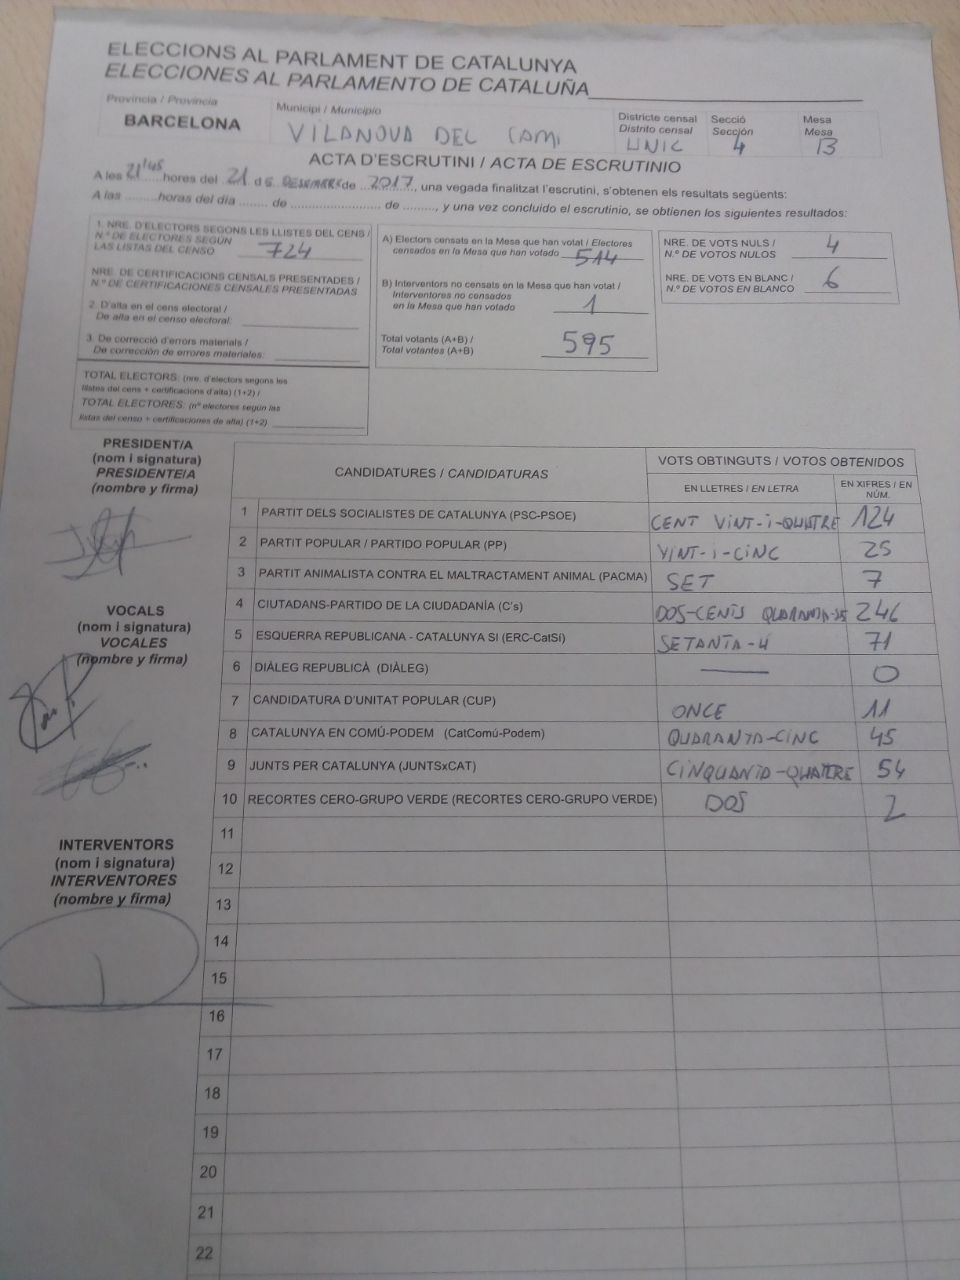 ELECCIONS AL PARLAMENT DE CATALUNYA
ELECCIONES AL PARLAMENTO DE CATALUÑA
Província / Provincia
BARCELONA
Municipi / Municipio
VILANOVA DEL CAMI
Districte censal
Distrito censal
UNIC
Secció
Sección
4
Mesa
Mesa
B
ACTA D'ESCRUTINI / ACTA DE ESCRUTINIO
A les 21'45 hores del 21 de DESEMBRE de 2017, una vegada finalitzat l'escrutini, s'obtenen els resultats següents:
A las ........horas del día ........ de ........................ de ........, y una vez concluido el escrutinio, se obtienen los siguientes resultados:
1. NRE. D'ELECTORS SEGONS LES LLISTES DEL CENS /
N.º DE ELECTORES SEGÚN
LAS LISTAS DEL CENSO 724
NRE. DE CERTIFICACIONS CENSALS PRESENTADES /
N.º DE CERTIFICACIONES CENSALES PRESENTADAS
2. D'alta en el cens electoral /
De alta en el censo electoral:
3. De correcció d'errors materials /
De corrección de errores materiales:
TOTAL ELECTORS: (nre. d'electors segons les
llistes del cens + certificacions d'alta) (1+2) /
TOTAL ELECTORES: (nº electores según las
listas del censo + certificaciones de alta) (1+2)
A) Electors censats en la Mesa que han votat / Electores
censados en la Mesa que han votado 514
B) Interventors no censats en la Mesa que han votat /
Interventores no censados
en la Mesa que han votado 1
Total votants (A+B) /
Total votantes (A+B) 595
NRE. DE VOTS NULS /
N.º DE VOTOS NULOS 4
NRE. DE VOTS EN BLANC /
N.º DE VOTOS EN BLANCO 6
PRESIDENT/A
(nom i signatura)
PRESIDENTE/A
(nombre y firma)
VOCALS
(nom i signatura)
VOCALES
(nombre y firma)
INTERVENTORS
(nom i signatura)
INTERVENTORES
(nombre y firma)
CANDIDATURES / CANDIDATURAS
VOTS OBTINGUTS / VOTOS OBTENIDOS
EN LLETRES / EN LETRA
EN XIFRES / EN
NÚM.
1 PARTIT DELS SOCIALISTES DE CATALUNYA (PSC-PSOE) CENT VINT-I-QUATRE 124
2 PARTIT POPULAR / PARTIDO POPULAR (PP) VINT-I-CINC 25
3 PARTIT ANIMALISTA CONTRA EL MALTRACTAMENT ANIMAL (PACMA) SET 7
4 CIUTADANS-PARTIDO DE LA CIUDADANÍA (C's) DOS-CENTS QUARANTA-SIS 246
5 ESQUERRA REPUBLICANA - CATALUNYA SÍ (ERC-CatSí) SETANTA-U 71
6 DIÀLEG REPUBLICÀ (DIÀLEG) 0
7 CANDIDATURA D'UNITAT POPULAR (CUP) ONCE 11
8 CATALUNYA EN COMÚ-PODEM (CatComú-Podem) QUARANTA-CINC 45
9 JUNTS PER CATALUNYA (JUNTSxCAT) CINQUANTA-QUATRE 54
10 RECORTES CERO-GRUPO VERDE (RECORTES CERO-GRUPO VERDE) DOS 2
11
12
13
14
15
16
17
18
19
20
21
22